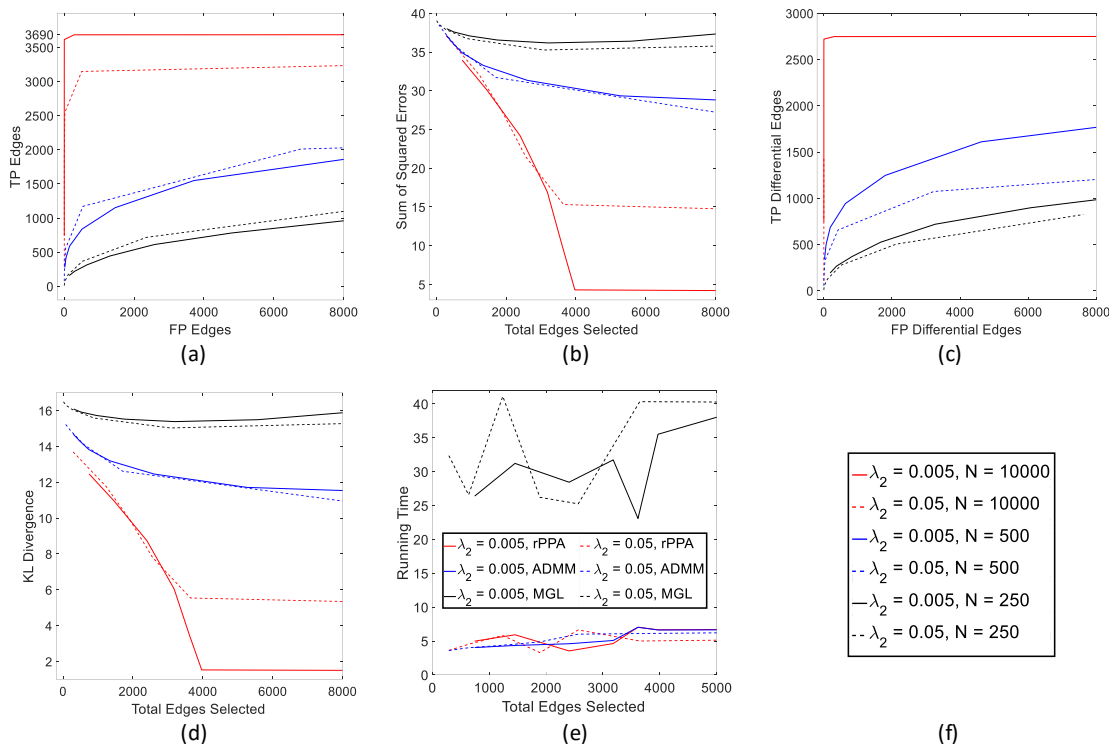 3690
3500
3000
2500
2000
1500
1000
500
0
TP Edges
0 2000 4000 6000 8000
FP Edges
(a)
40
35
30
25
20
15
10
5
Sum of Squared Errors
0 2000 4000 6000 8000
Total Edges Selected
(b)
3000
2500
2000
1500
1000
500
0
TP Differential Edges
0 2000 4000 6000 8000
FP Differential Edges
(c)
16
14
12
10
8
6
4
2
KL Divergence
0 2000 4000 6000 8000
Total Edges Selected
(d)
40
35
30
25
20
15
10
5
0
Running Time
λ2 = 0.005, rPPA λ2 = 0.05, rPPA
λ2 = 0.005, ADMM λ2 = 0.05, ADMM
λ2 = 0.005, MGL λ2 = 0.05, MGL
0 1000 2000 3000 4000 5000
Total Edges Selected
(e)
λ2 = 0.005, N = 10000
λ2 = 0.05, N = 10000
λ2 = 0.005, N = 500
λ2 = 0.05, N = 500
λ2 = 0.005, N = 250
λ2 = 0.05, N = 250
(f)